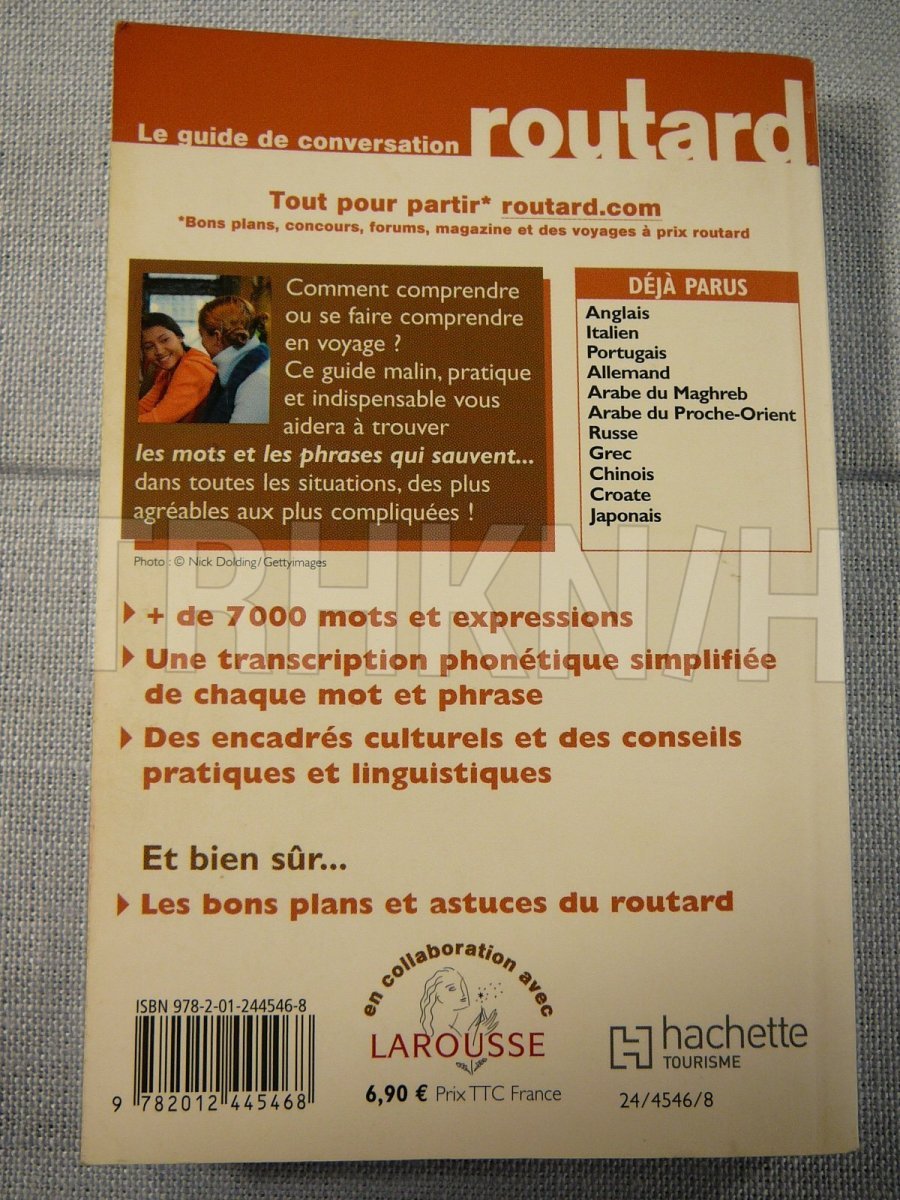 Le guide de conversation routard
Tout pour partir* routard.com
*Bons plans, concours, forums, magazine et des voyages à prix routard
Comment comprendre
ou se faire comprendre
en voyage ?
Ce guide malin, pratique
et indispensable vous
aidera à trouver
les mots et les phrases qui sauvent...
dans toutes les situations, des plus
agréables aux plus compliquées !
Photo : © Nick Dolding/Gettyimages
DÉJÀ PARUS
Anglais
Italien
Portugais
Allemand
Arabe du Maghreb
Arabe du Proche-Orient
Russe
Grec
Chinois
Croate
Japonais
TRHKN/H
+ de 7 000 mots et expressions
Une transcription phonétique simplifiée
de chaque mot et phrase
Des encadrés culturels et des conseils
pratiques et linguistiques
Et bien sûr...
Les bons plans et astuces du routard
ISBN 978-2-01-244546-8
9 782012 445468
en collaboration avec
LAROUSSE
6,90 € Prix TTC France
hachette
TOURISME
24/4546/8